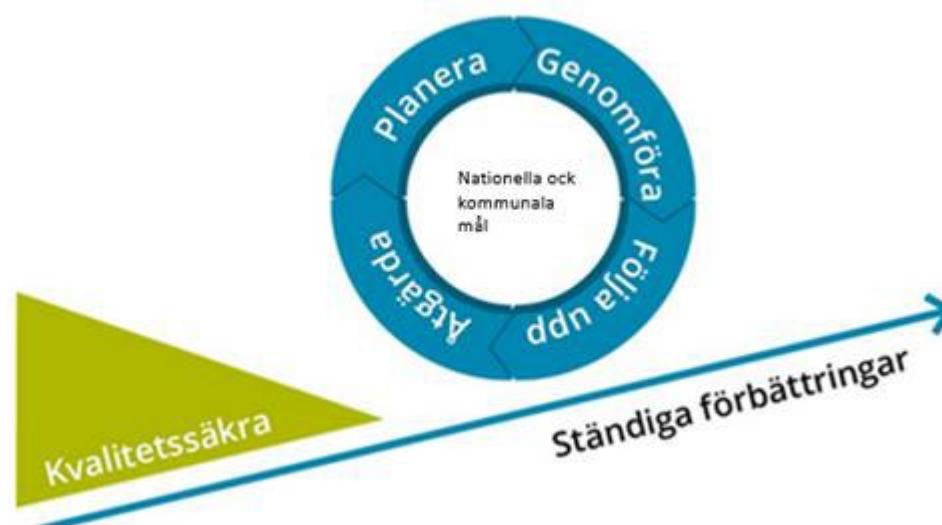 Planera
Genomföra
Följa upp
Åtgärda
Nationella ock
kommunala
mål
Kvalitetssäkra
Ständiga förbättringar